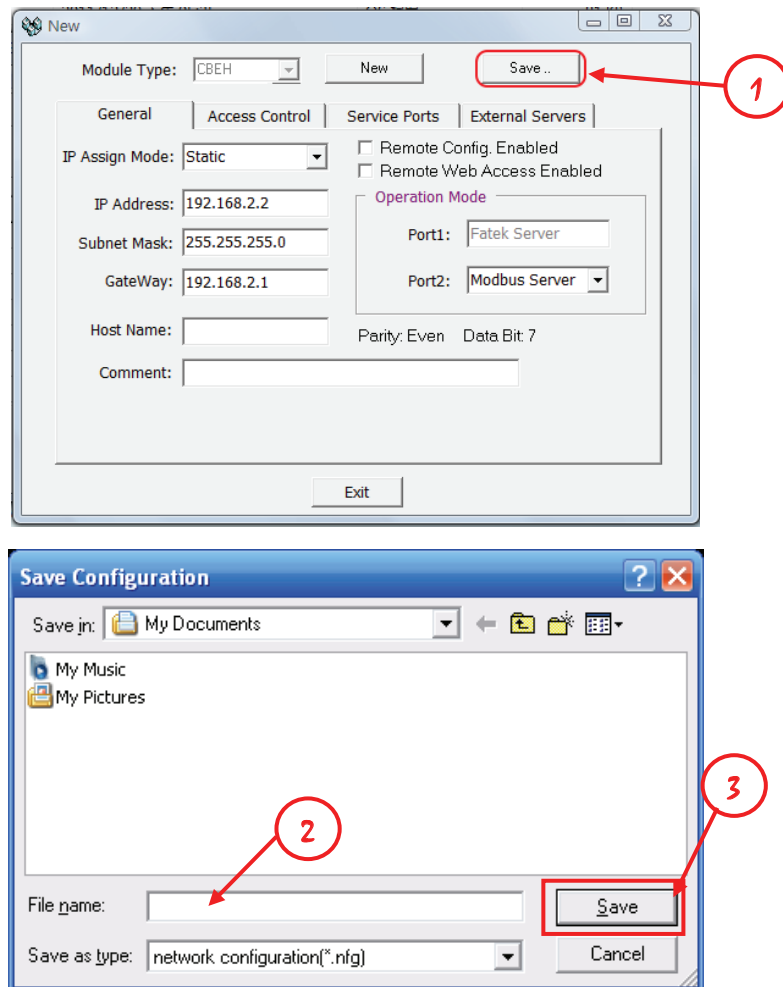 New
Module Type: CBEH New Save ..
1
General Access Control Service Ports External Servers
IP Assign Mode: Static Remote Config. Enabled
Remote Web Access Enabled
IP Address: 192.168.2.2 Operation Mode
Subnet Mask: 255.255.255.0 Port1: Fatek Server
GateWay: 192.168.2.1 Port2: Modbus Server
Host Name: Parity: Even Data Bit: 7
Comment:
Exit
Save Configuration
Save in: My Documents
My Music
My Pictures
3
2
File name: Save
Save as type: network configuration(*.nfg) Cancel